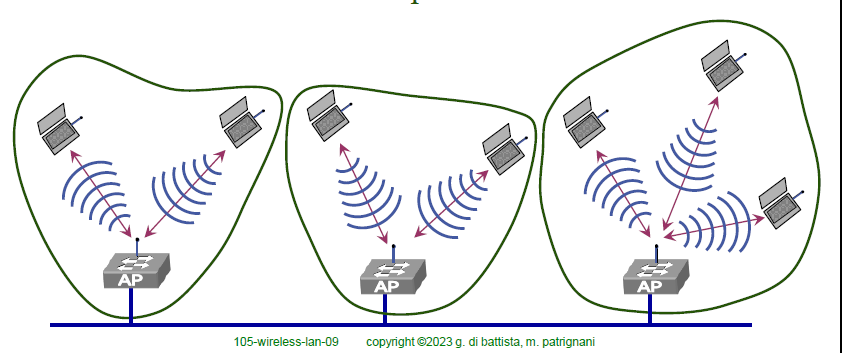 AP
AP
AP
105-wireless-lan-09 copyright ©2023 g. di battista, m. patrignani